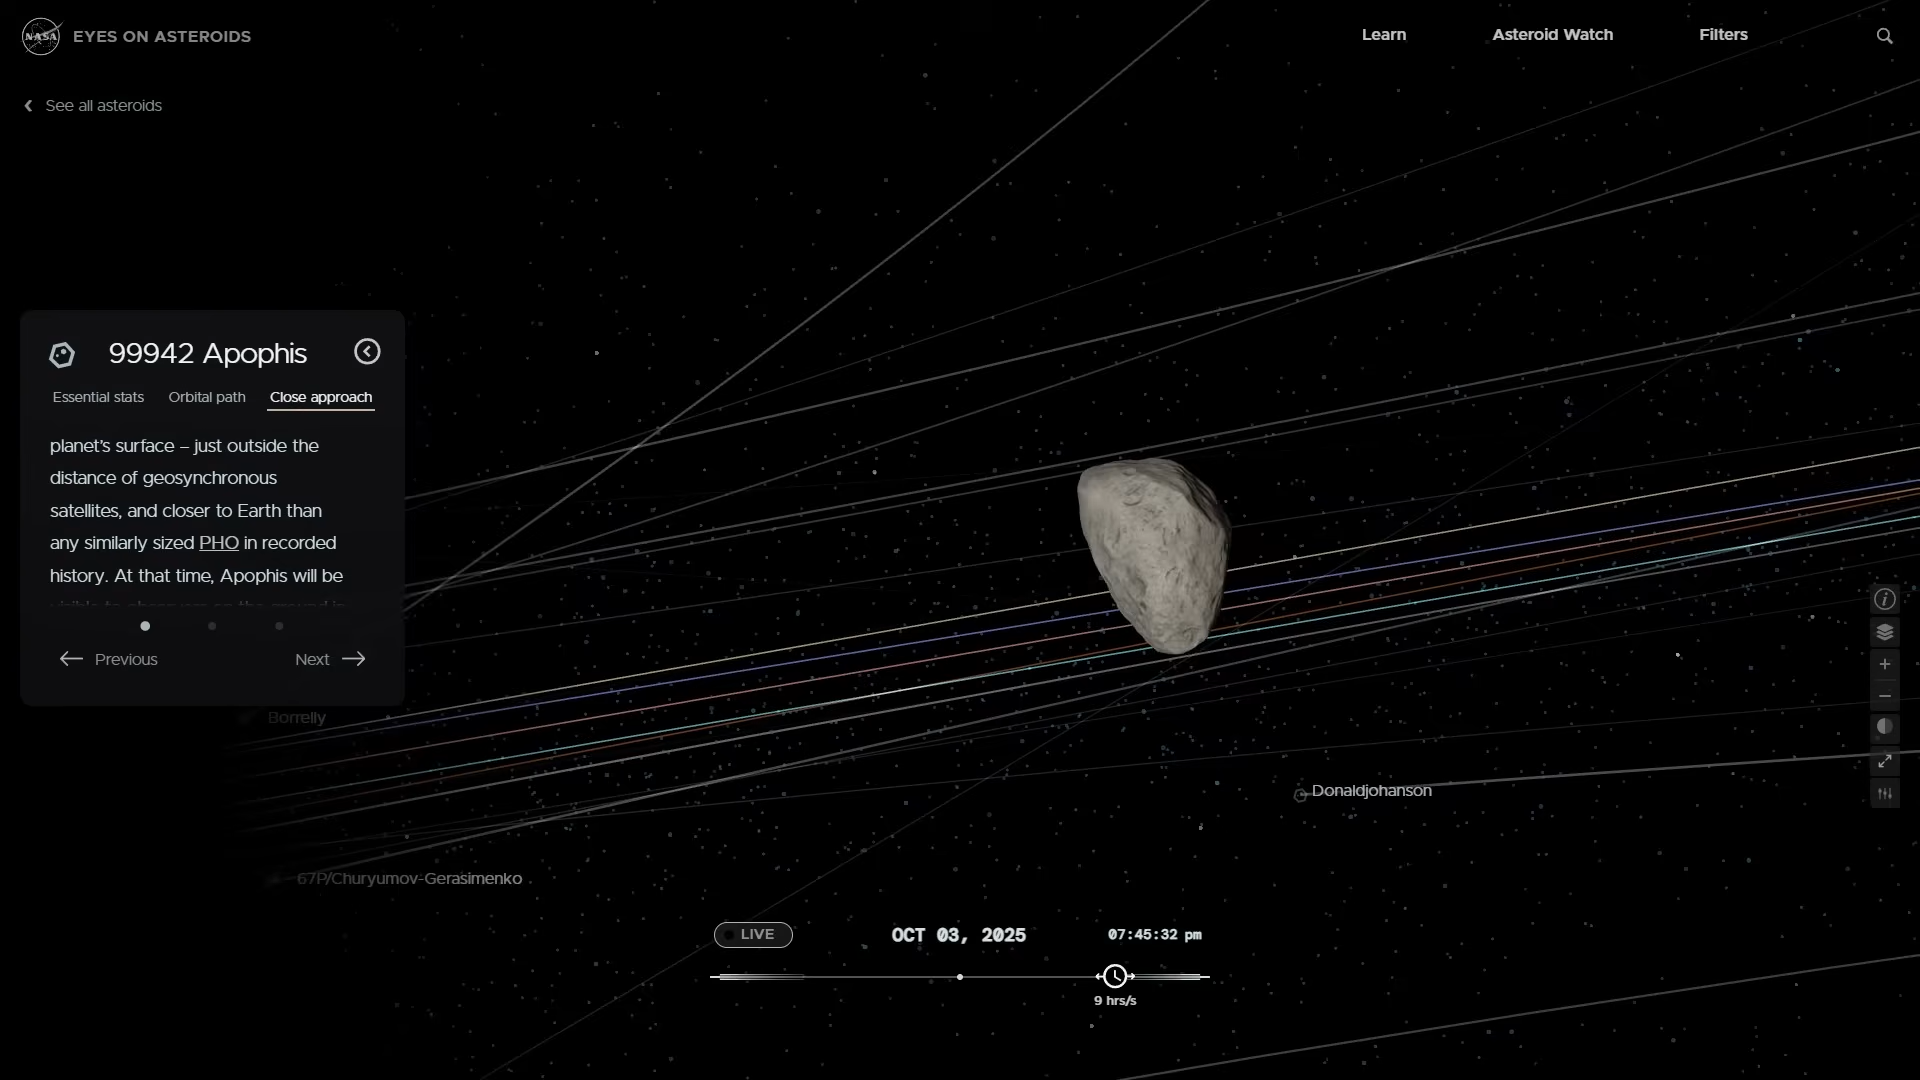 NASA
EYES ON ASTEROIDS
Learn
Asteroid Watch
Filters
See all asteroids
99942 Apophis
Essential stats
Orbital path
Close approach
planet's surface – just outside the
distance of geosynchronous
satellites, and closer to Earth than
any similarly sized PHO in recorded
history. At that time, Apophis will be
Previous
Next
Borrelly
Donaldjohanson
67P/Churyumov-Gerasimenko
LIVE
OCT 03, 2025
07:45:32 pm
9 hrs/s